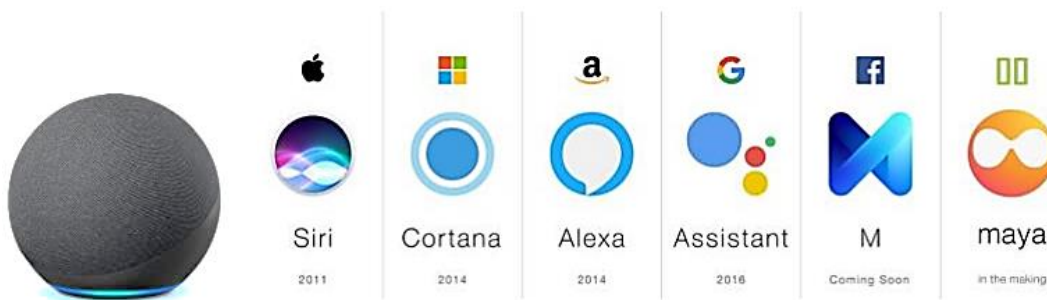 Siri
2011
Cortana
2014
Alexa
2014
Assistant
2016
M
Coming Soon
maya
in the making